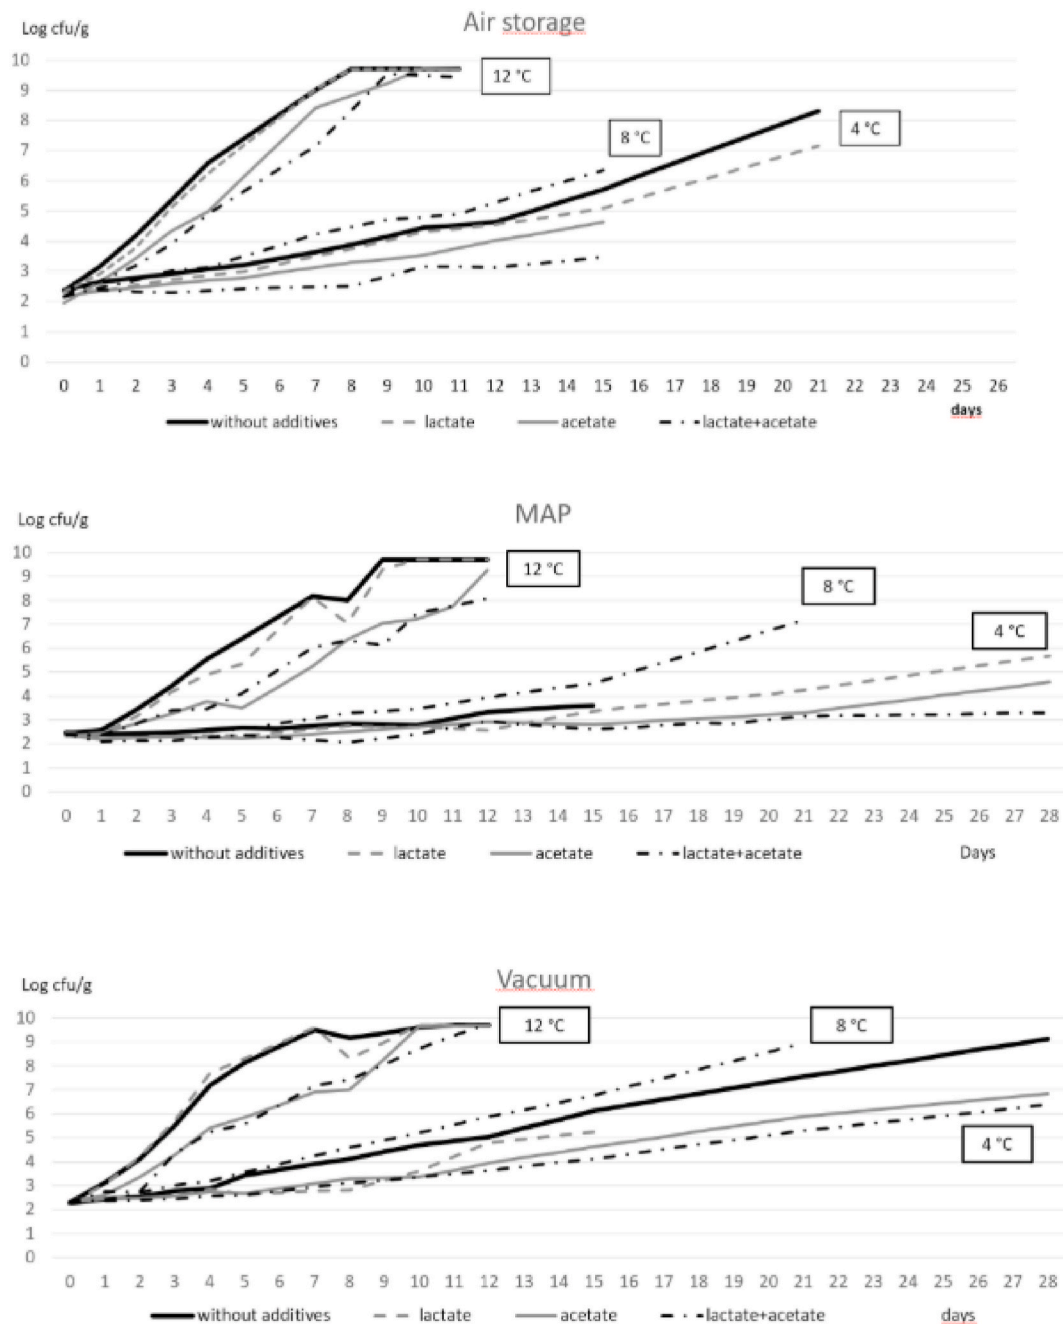 Air storage
Log cfu/g
10
9
8
7
6
5
4
3
2
1
0
12 °C
8 °C
4 °C
0 1 2 3 4 5 6 7 8 9 10 11 12 13 14 15 16 17 18 19 20 21 22 23 24 25 26
days
without additives lactate acetate lactate+acetate
MAP
Log cfu/g
10
9
8
7
6
5
4
3
2
1
0
12 °C
8 °C
4 °C
0 1 2 3 4 5 6 7 8 9 10 11 12 13 14 15 16 17 18 19 20 21 22 23 24 25 26 27 28
without additives lactate acetate lactate+acetate Days
Vacuum
Log cfu/g
10
9
8
7
6
5
4
3
2
1
0
12 °C
8 °C
4 °C
0 1 2 3 4 5 6 7 8 9 10 11 12 13 14 15 16 17 18 19 20 21 22 23 24 25 26 27 28
without additives lactate acetate lactate+acetate days